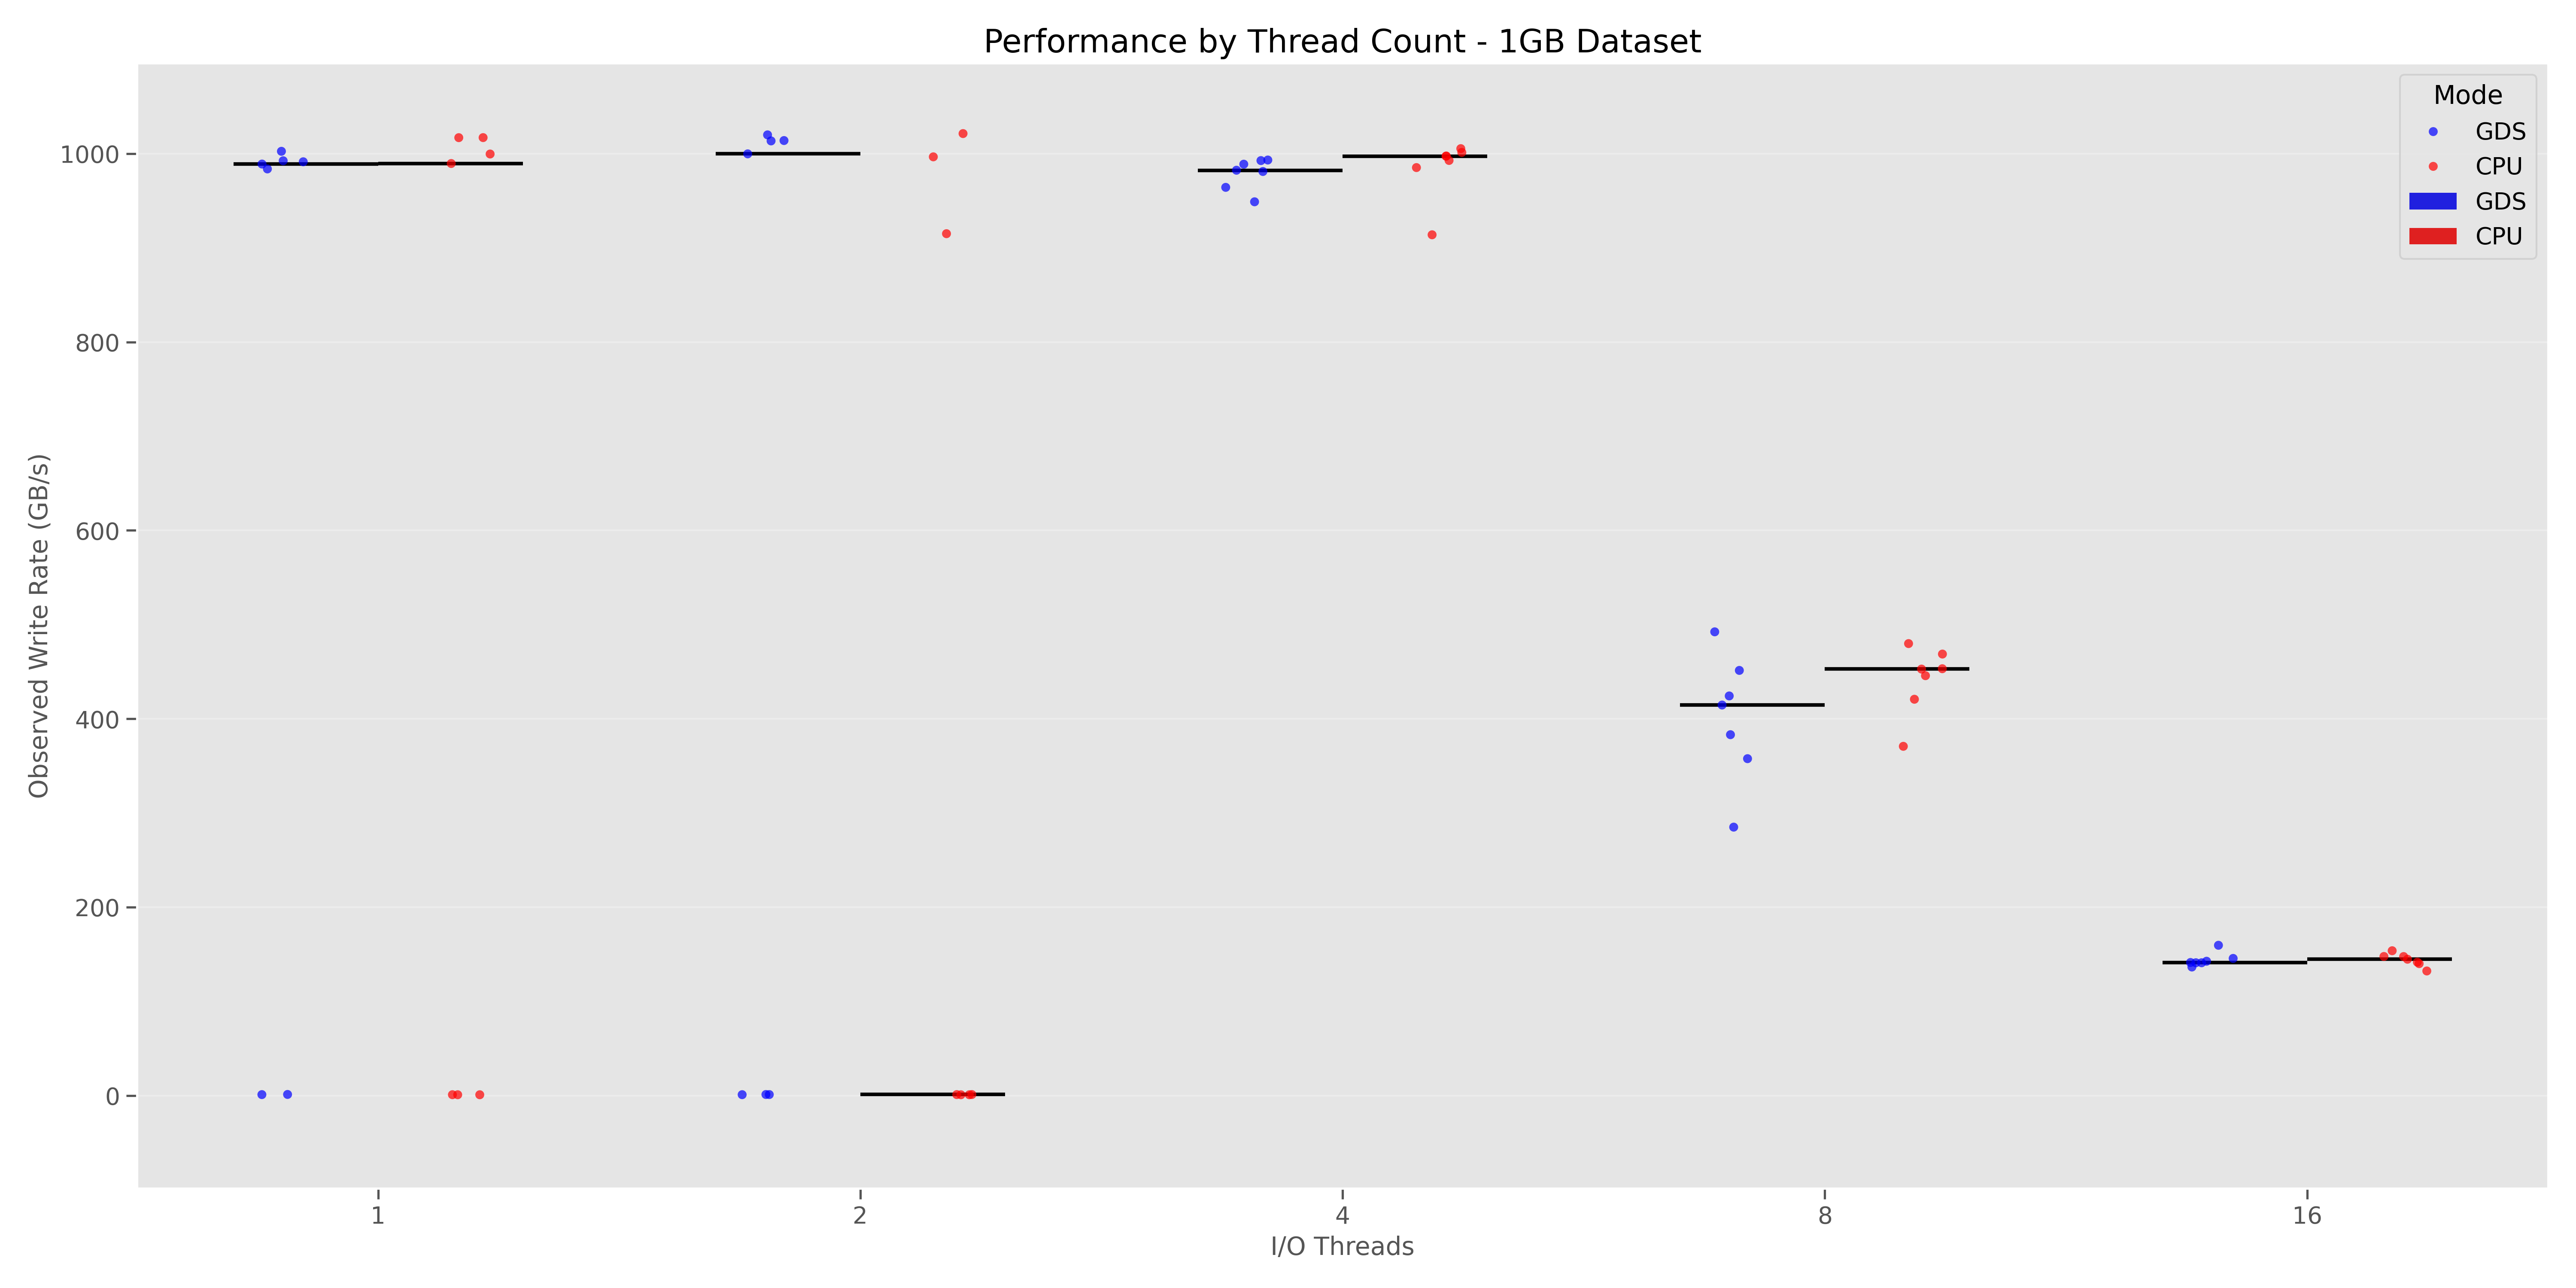 Performance by Thread Count - 1GB Dataset
Mode
GDS
CPU
GDS
CPU
Observed Write Rate (GB/s)
1000
800
600
400
200
0
1
2
4
8
16
I/O Threads